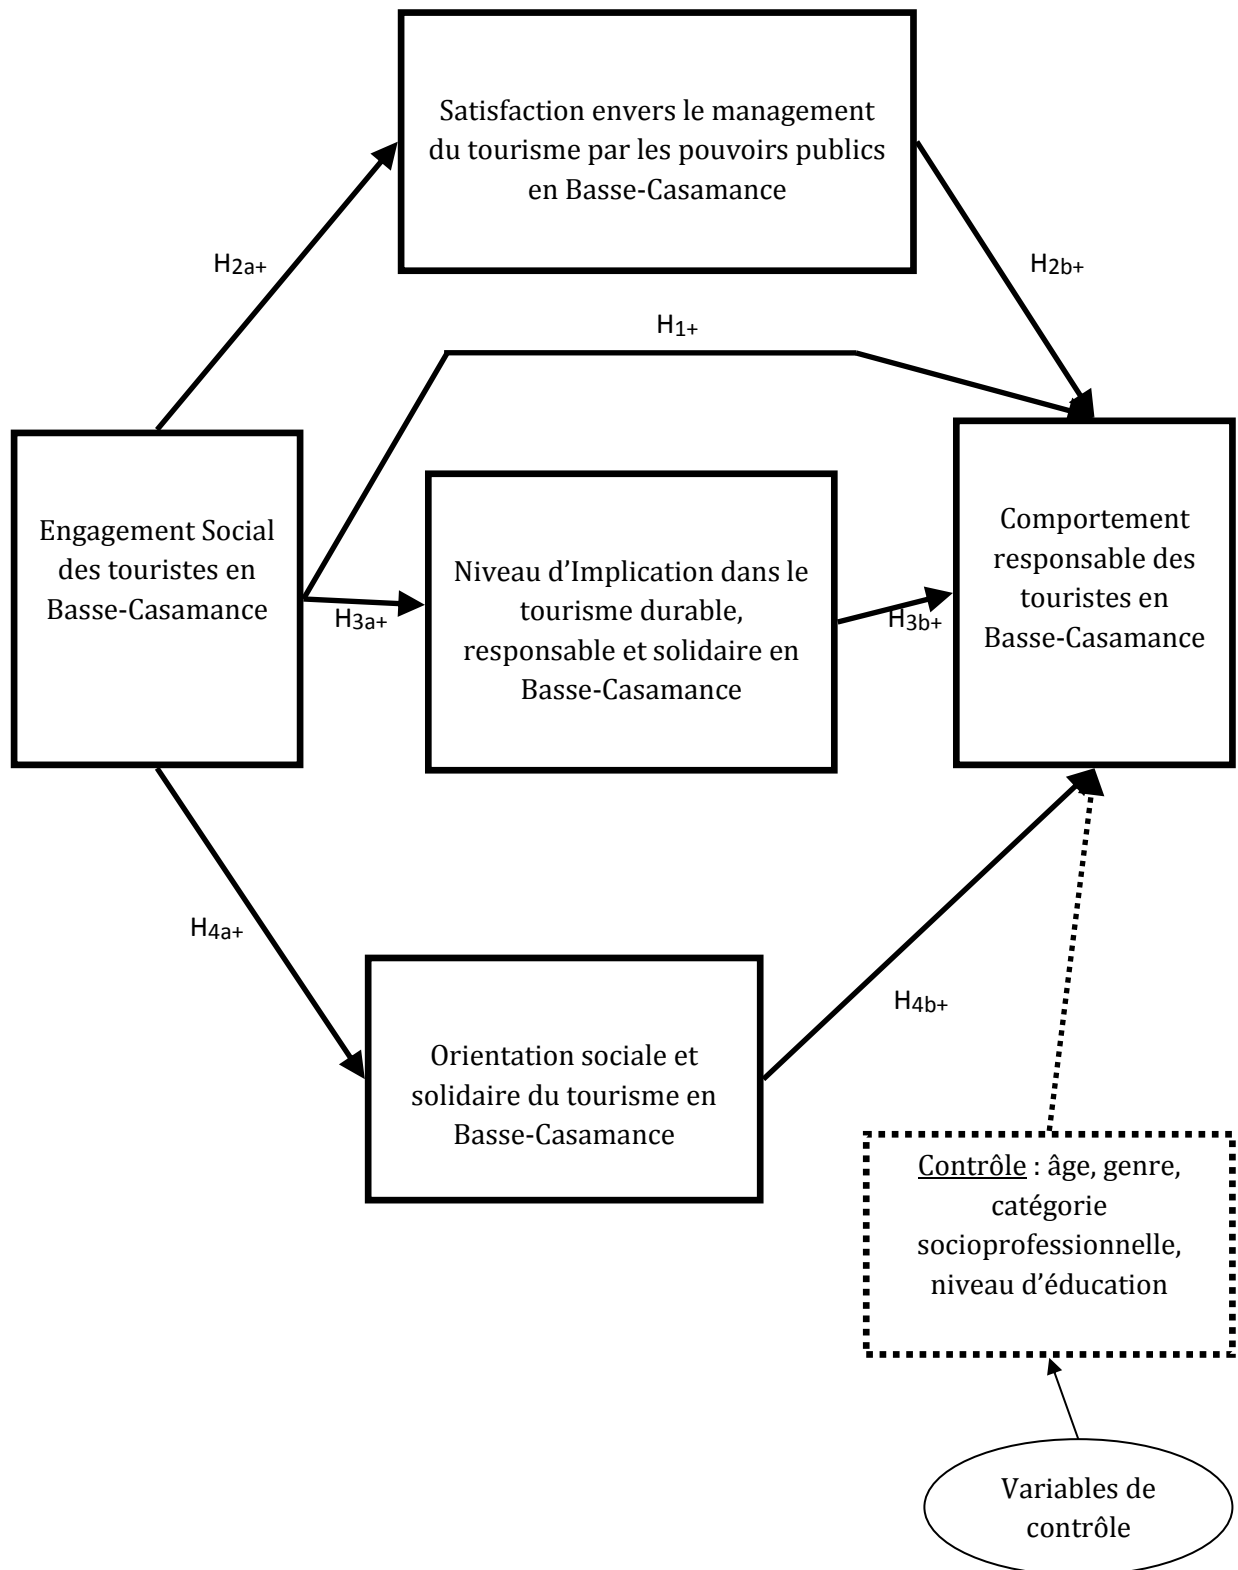 Satisfaction envers le management
du tourisme par les pouvoirs publics
en Basse-Casamance
H2a+
H2b+
H1+
Engagement Social
des touristes en
Basse-Casamance
Niveau d’Implication dans le
tourisme durable,
responsable et solidaire en
Basse-Casamance
Comportement
responsable des
touristes en
Basse-Casamance
H3a+
H3b+
H4a+
H4b+
Orientation sociale et
solidaire du tourisme en
Basse-Casamance
Contrôle : âge, genre,
catégorie
socioprofessionnelle,
niveau d’éducation
Variables de
contrôle